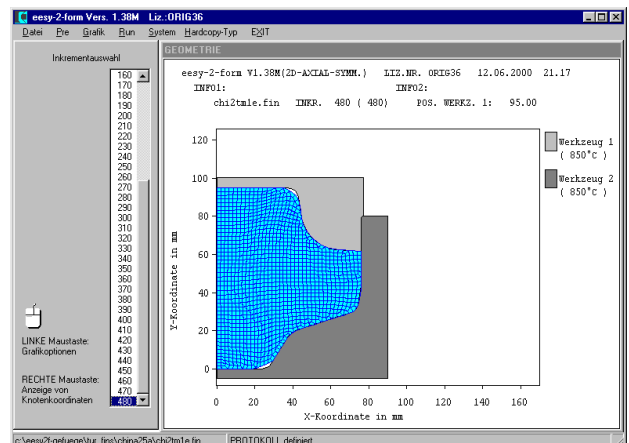 eesy-2-form Vers. 1.38M   Liz.:ORIG36
Datei Pre Grafik Run System Hardcopy-Typ EXIT
Inkrementauswahl
160
170
180
190
200
210
220
230
240
250
260
270
280
290
300
310
320
330
340
350
360
370
380
390
400
410
420
430
440
450
460
470
480
LINKE Maustaste:
Grafikoptionen
RECHTE Maustaste:
Anzeige von
Knotenkoordinaten
GEOMETRIE
eesy-2-form V1.38M(2D-AXIAL-SYMM.) LIZ.NR. ORIG36 12.06.2000 21.17
INFO1: INFO2:
chi2tm1e.fin INKR. 480 ( 480) POS. WERKZ. 1: 95.00
Werkzeug 1
( 850°C )
Werkzeug 2
( 850°C )
Y-Koordinate in mm
120
100
80
60
40
20
0
0 20 40 60 80 100 120 140 160
X-Koordinate in mm
c:\eesy2f-gefuege\tur_fins\china25a\chi2tm1e.fin PROTOKOLL definiert